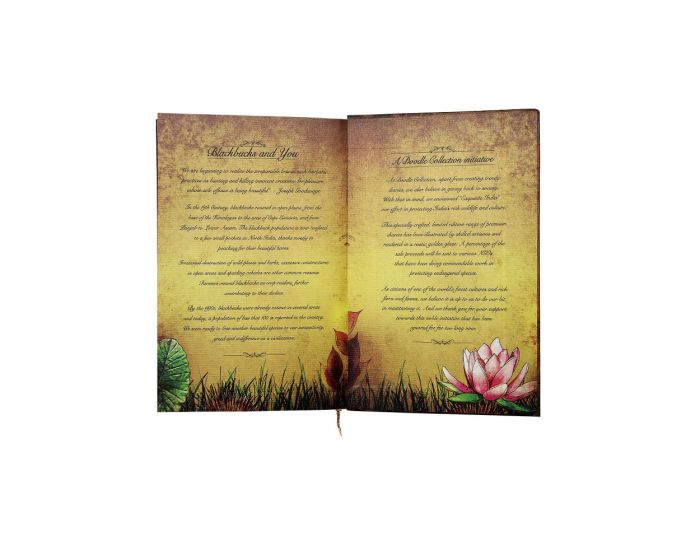 Blackbucks and You
We are beginning to realise the irreparable loss in such barbaric
practices as hunting and killing innocent creatures for pleasure,
whose sole offense is being beautiful" - Joseph Goodavage
In the 19th Century, blackbucks roamed in open plains from the
base of the Himalayas to the area of Cape Comorin, and from
Punjab to Lower Assam. The blackbuck population is now confined
to a few small pockets in North India, thanks mainly to
poaching for their beautiful horns.
Irrational destruction of wild plants and herbs, excessive constructions
in open areas and speeding vehicles are other common reasons.
Farmers viewed blackbucks as crop raiders, further
contributing to their decline.
By the 1970s, blackbucks were already extinct in several areas
and today, a population of less that 100 is reported in the country.
We seem ready to lose another beautiful species to our insensitivity,
greed and indifference as a civilization.
A Doodle Collection initiative
At Doodle Collection, apart from creating trendy
diaries, we also believe in giving back to society.
With that in mind, we envisioned 'Exquisite India'
our effort in protecting India's rich wildlife and culture.
This specially crafted, limited edition range of premium
diaries has been illustrated by skilled artisans and
rendered in a rustic, golden glaze. A percentage of the
sale proceeds will be sent to various NGOs,
that have been doing commendable work in
protecting endangered species.
As citizens of one of the world's finest cultures and rich
flora and fauna, we believe it is up to us to do our bit
in maintaining it. And we thank you for your support
towards this noble initiative that has been
ignored for far too long now.